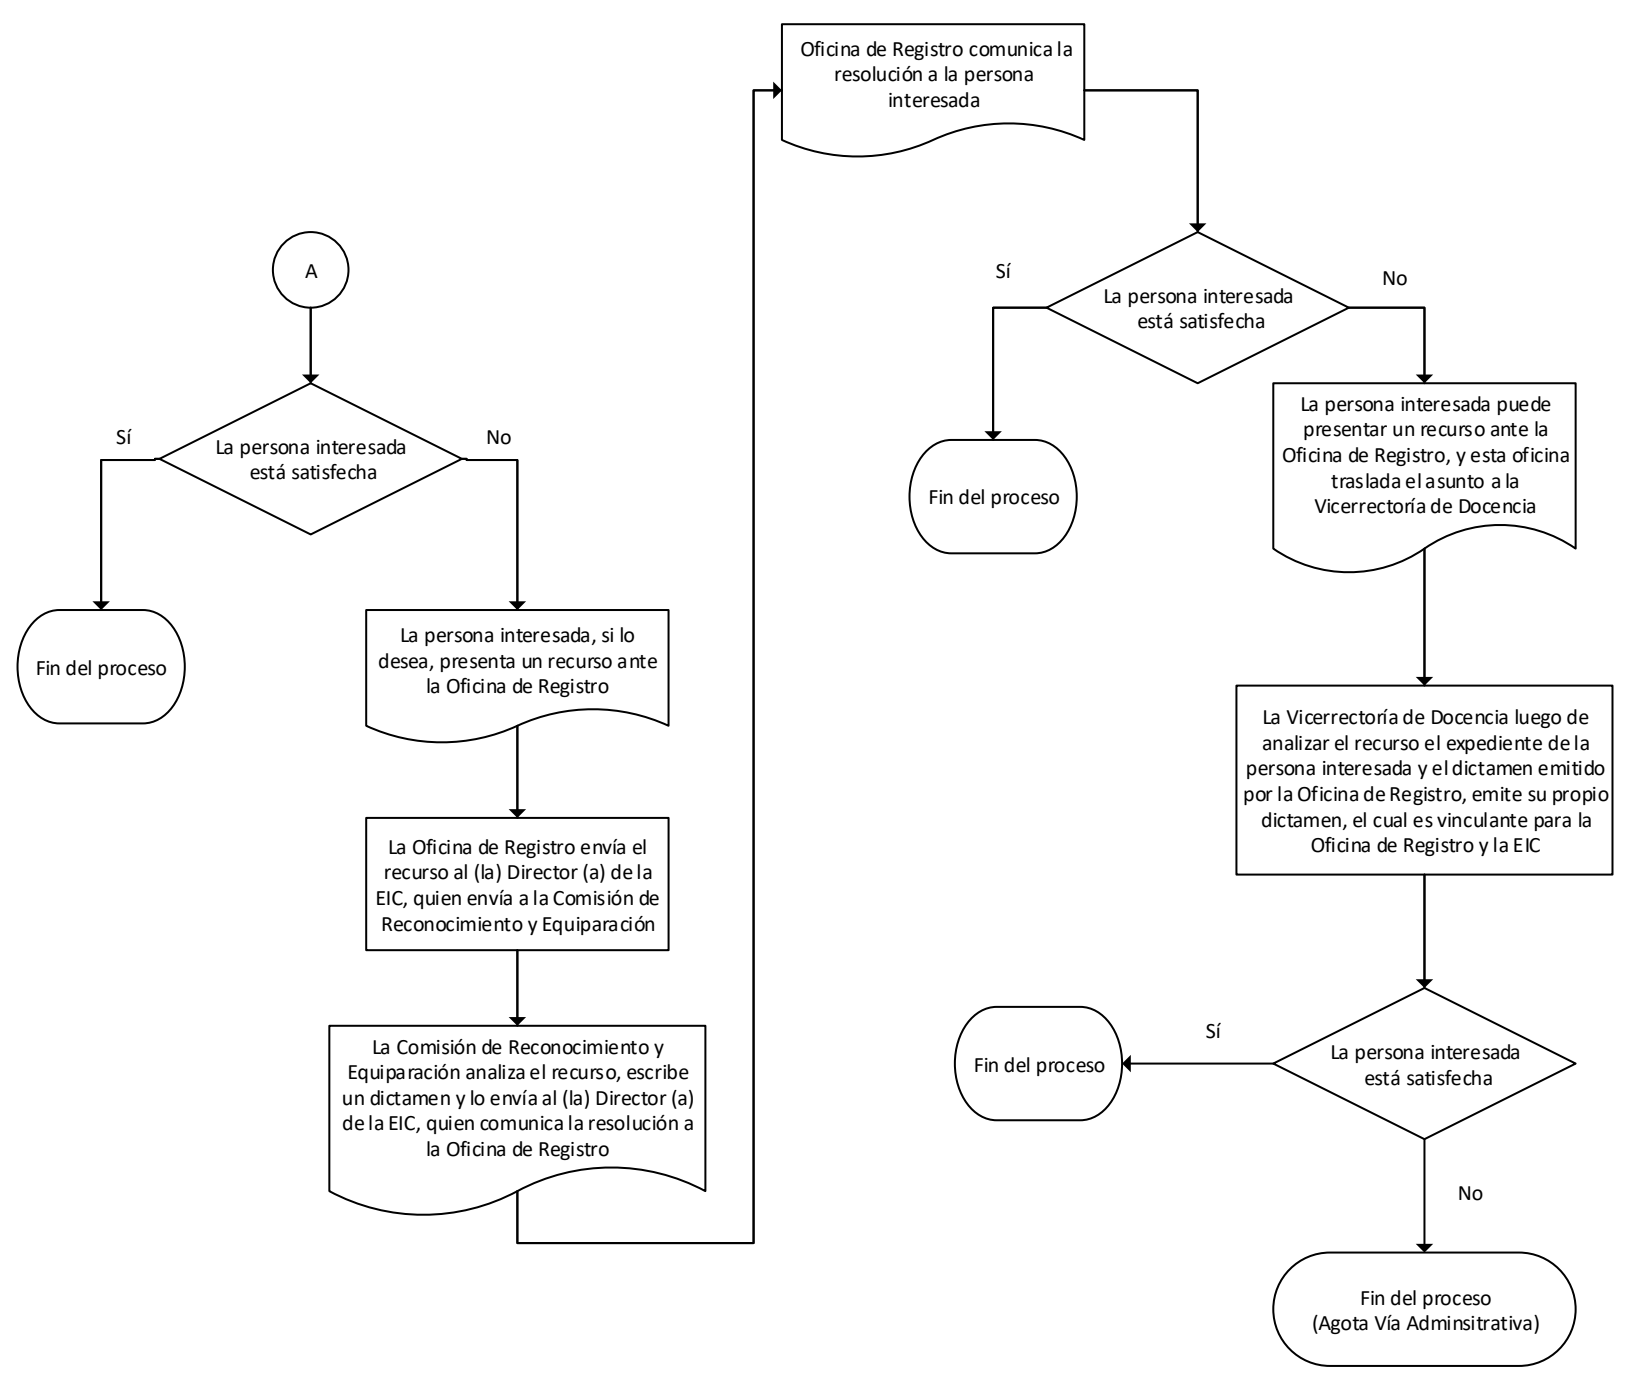 A
La persona interesada
está satisfecha
Sí
No
Fin del proceso
La persona interesada, si lo
desea, presenta un recurso ante
la Oficina de Registro
La Oficina de Registro envía el
recurso al (la) Director (a) de la
EIC, quien envía a la Comisión de
Reconocimiento y Equiparación
La Comisión de Reconocimiento y
Equiparación analiza el recurso, escribe
un dictamen y lo envía al (la) Director (a)
de la EIC, quien comunica la resolución a
la Oficina de Registro
Oficina de Registro comunica la
resolución a la persona
interesada
La persona interesada
está satisfecha
Sí
No
Fin del proceso
La persona interesada puede
presentar un recurso ante la
Oficina de Registro, y esta oficina
traslada el asunto a la
Vicerrectoría de Docencia
La Vicerrectoría de Docencia luego de
analizar el recurso el expediente de la
persona interesada y el dictamen emitido
por la Oficina de Registro, emite su propio
dictamen, el cual es vinculante para la
Oficina de Registro y la EIC
La persona interesada
está satisfecha
Sí
Fin del proceso
No
Fin del proceso
(Agota Vía Adminsitrativa)